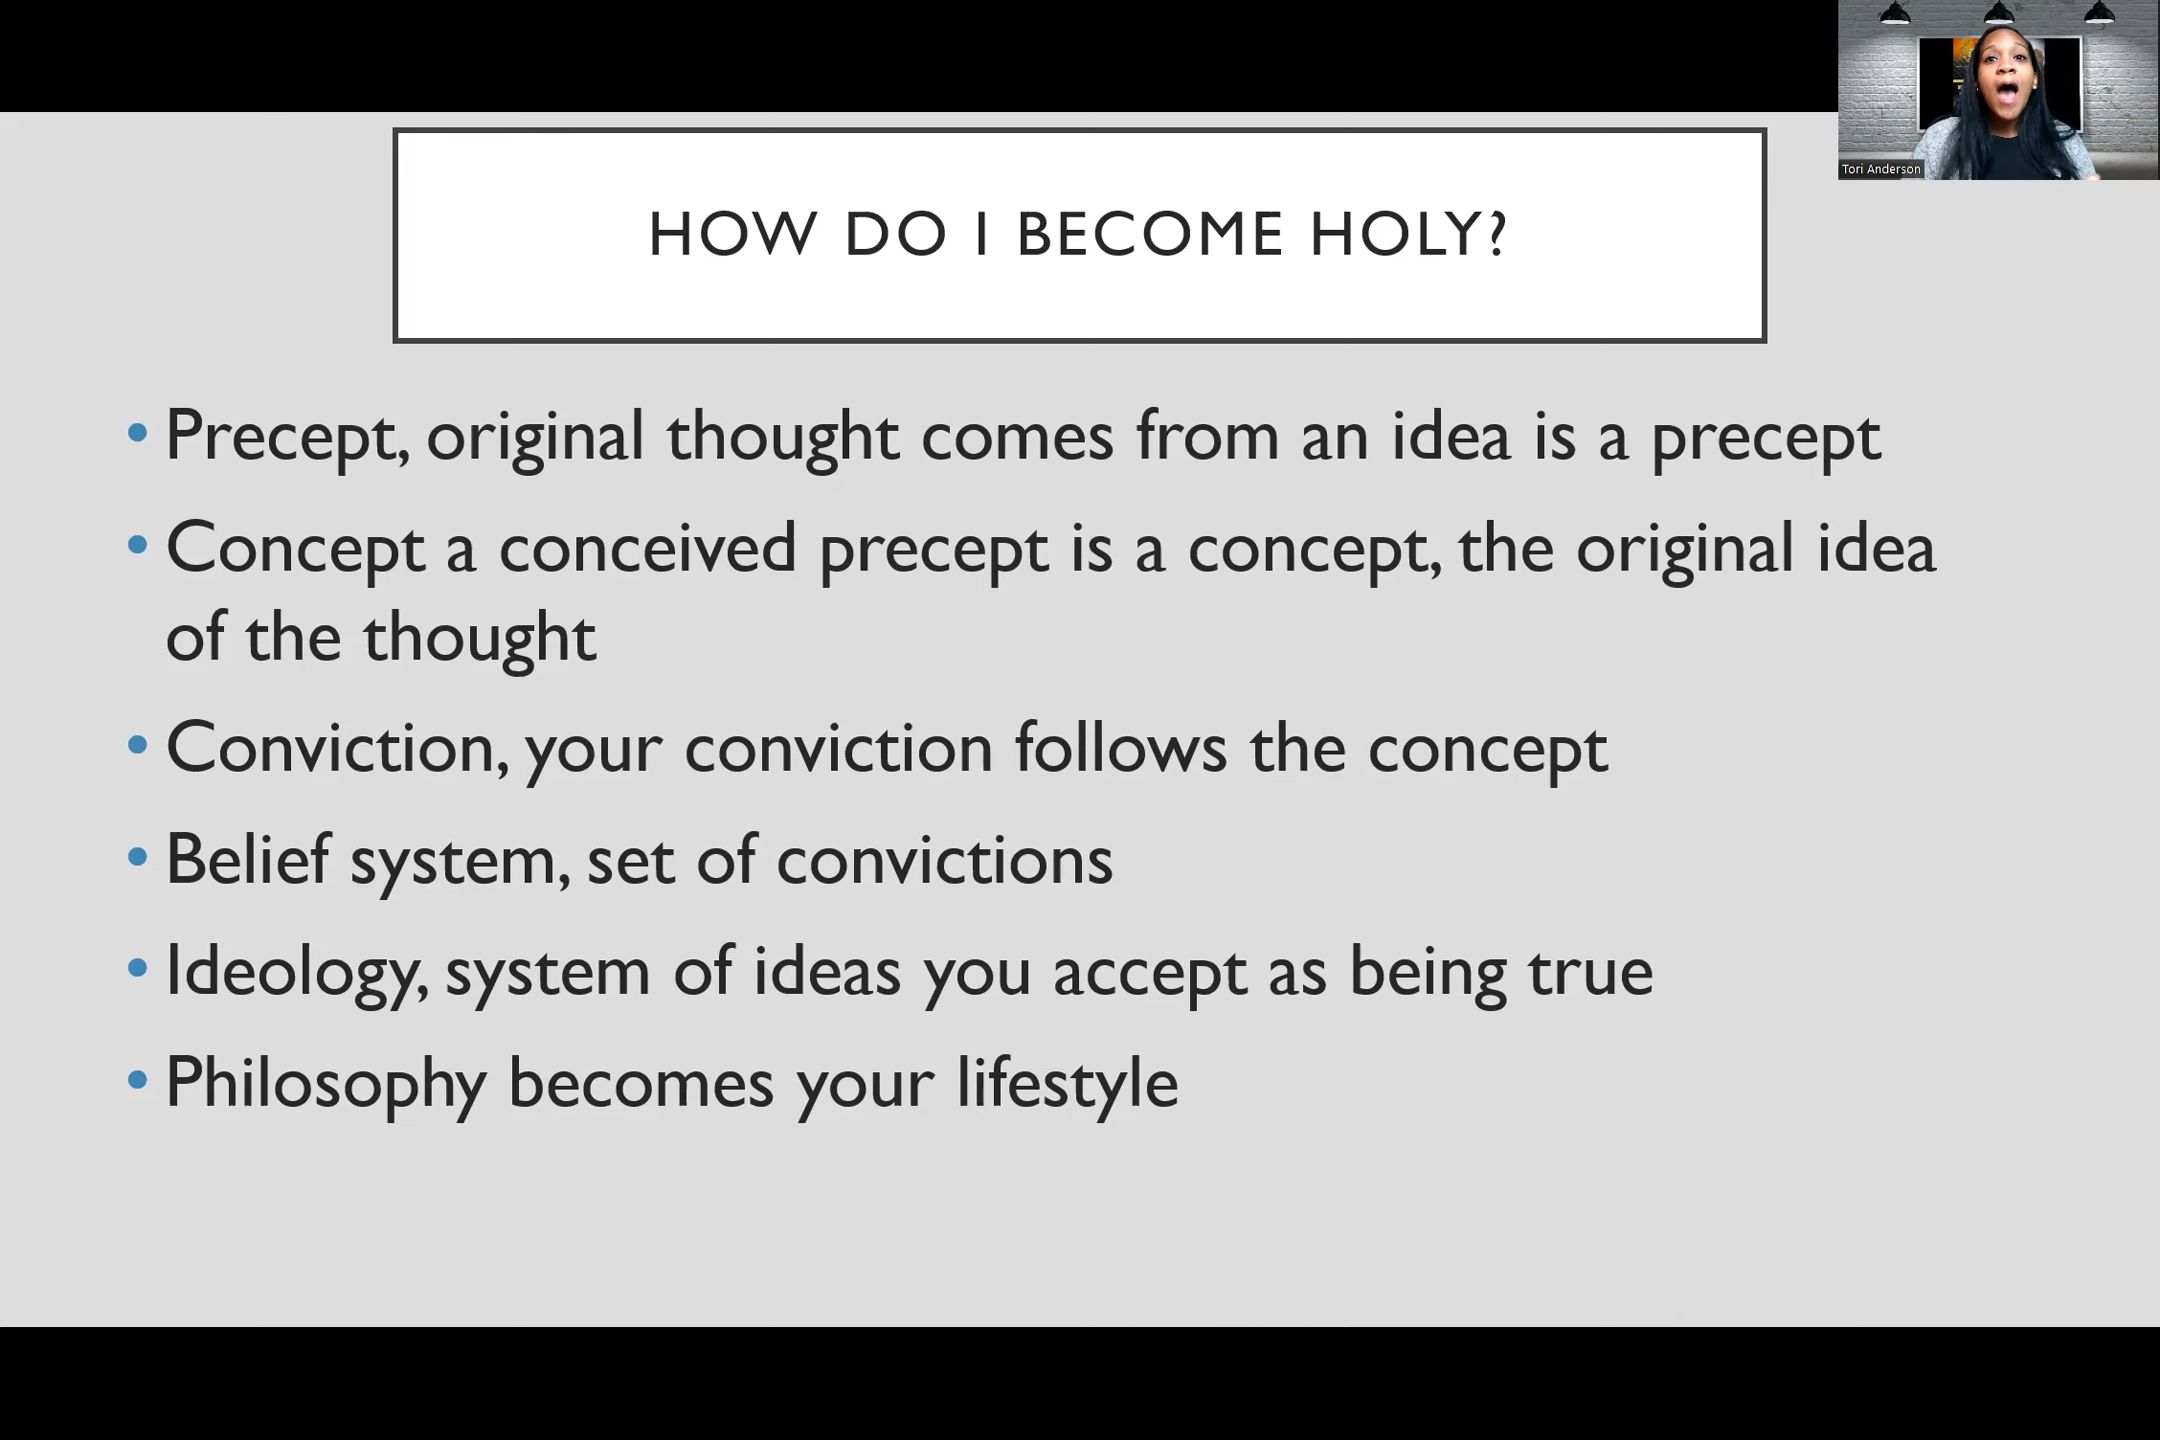 HOW DO I BECOME HOLY?
Tori Anderson
• Precept, original thought comes from an idea is a precept
• Concept a conceived precept is a concept, the original idea
of the thought
• Conviction, your conviction follows the concept
• Belief system, set of convictions
• Ideology, system of ideas you accept as being true
• Philosophy becomes your lifestyle